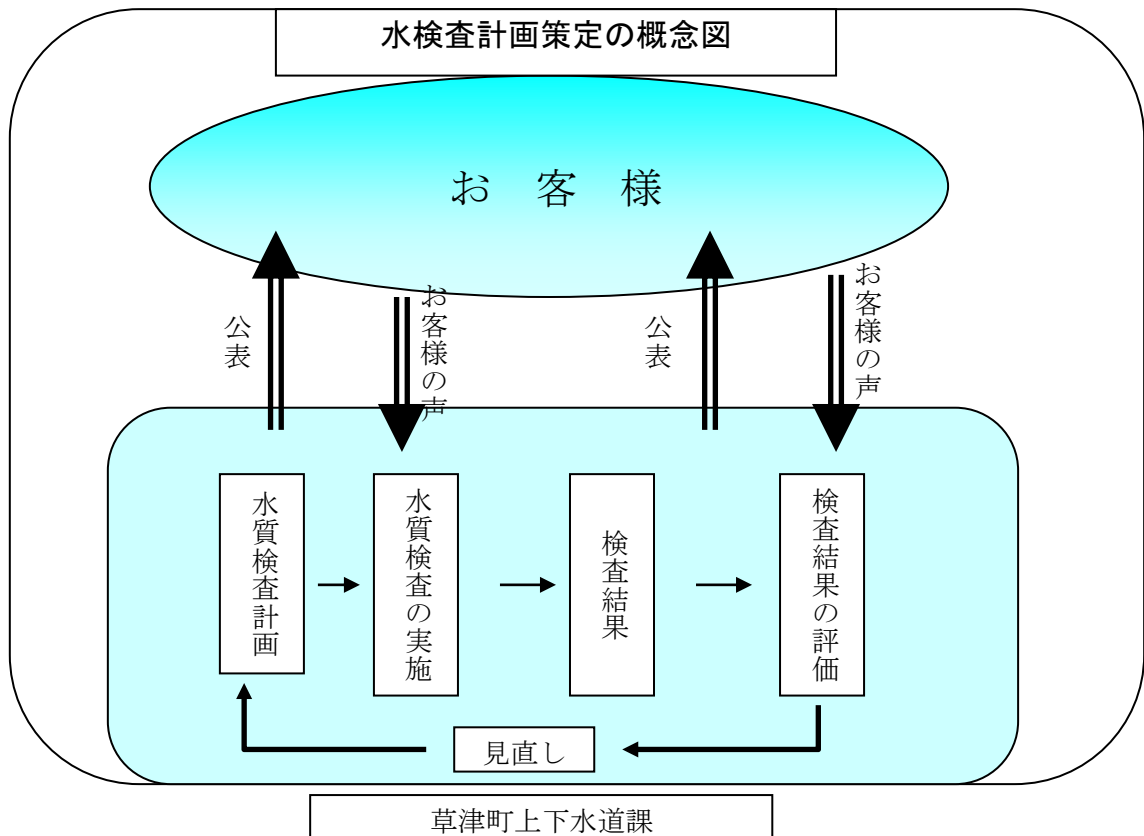 水検査計画策定の概念図
お 客 様
公表
お客様の声
公表
お客様の声
水質検査計画
水質検査の実施
検査結果
検査結果の評価
見直し
草津町上下水道課